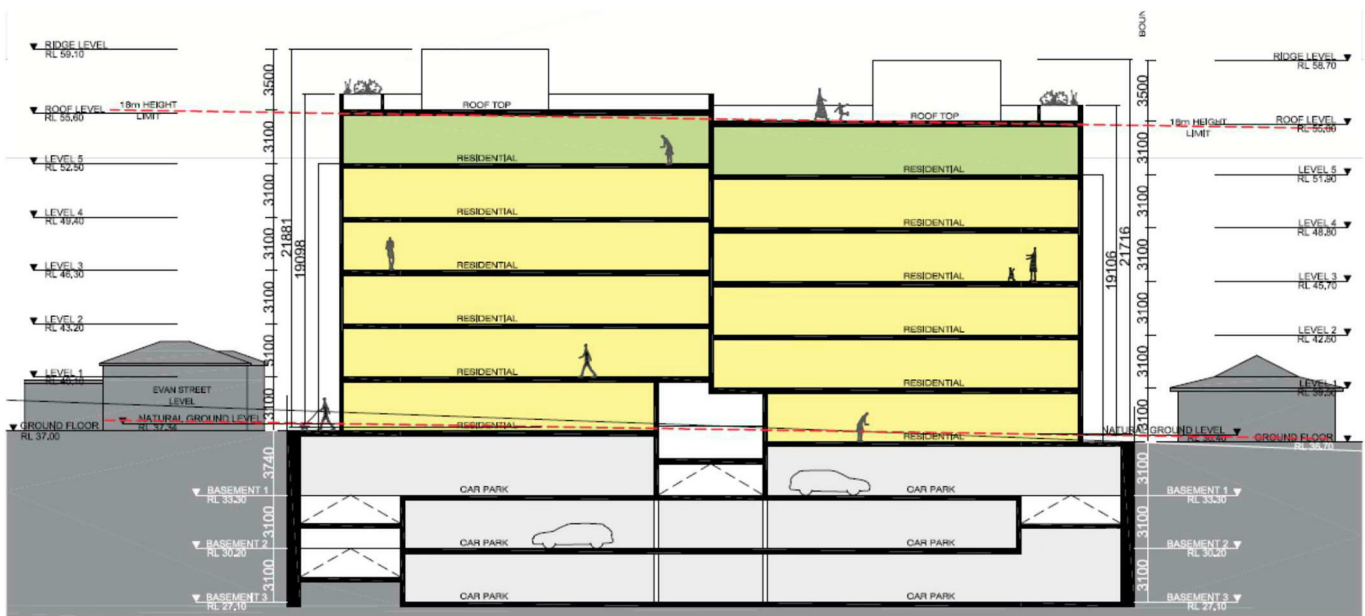 BOUN
RIDGE LEVEL
RL 59.10
ROOF LEVEL
RL 55.60
18m HEIGHT
LIMIT
LEVEL 5
RL 52.50
LEVEL 4
RL 49.40
LEVEL 3
RL 46.30
LEVEL 2
RL 43.20
LEVEL 1
EVAN STREET
LEVEL
NATURAL GROUND LEVEL
RL 37.34
GROUND FLOOR
RL 37.00
BASEMENT 1
RL 33.30
BASEMENT 2
RL 30.20
BASEMENT 3
RL 27.10
3500
3100
3100
3100
3100
3100
3100
3740
3100
3100
21881
19098
ROOF TOP
RESIDENTIAL
RESIDENTIAL
RESIDENTIAL
RESIDENTIAL
RESIDENTIAL
RESIDENTIAL
CAR PARK
CAR PARK
CAR PARK
ROOF TOP
RESIDENTIAL
RESIDENTIAL
RESIDENTIAL
RESIDENTIAL
RESIDENTIAL
RESIDENTIAL
CAR PARK
CAR PARK
19106
21716
3500
3100
3100
3100
3100
3100
3100
3100
3100
3100
RIDGE LEVEL
RL 58.70
ROOF LEVEL
18m HEIGHT
LIMIT
LEVEL 5
RL 51.90
LEVEL 4
RL 48.80
LEVEL 3
RL 45.70
LEVEL 2
RL 42.60
LEVEL 1
NATURAL GROUND LEVEL
GROUND FLOOR
BASEMENT 1
RL 33.30
BASEMENT 2
RL 30.20
BASEMENT 3
RL 27.10